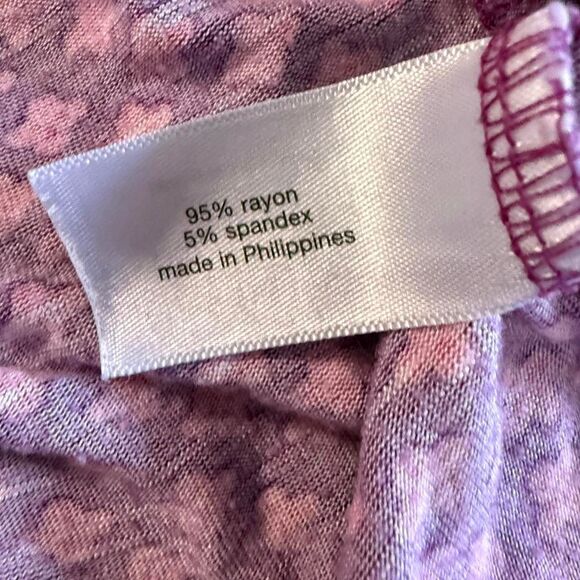 95% rayon
5% spandex
made in Philippines